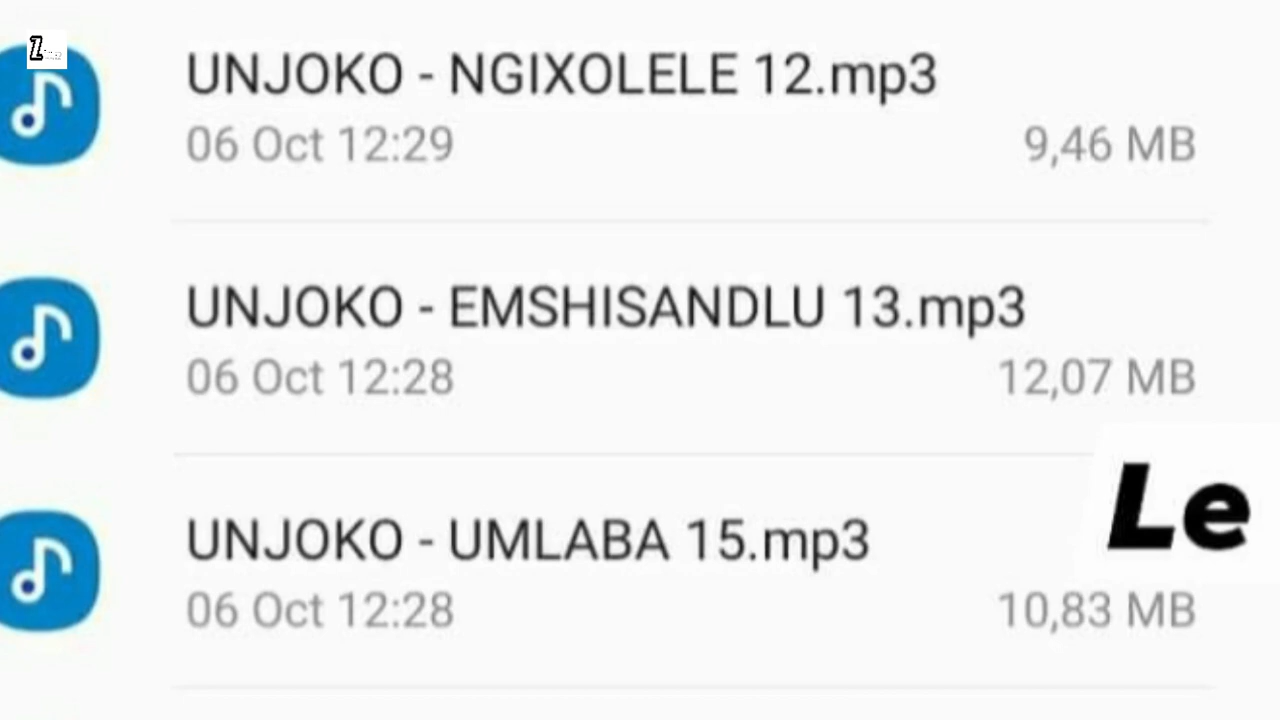 UNJOKO - NGIXOLELE 12.mp3
06 Oct 12:29 9,46 MB
UNJOKO - EMSHISANDLU 13.mp3
06 Oct 12:28 12,07 MB
Le
UNJOKO - UMLABA 15.mp3
06 Oct 12:28 10,83 MB